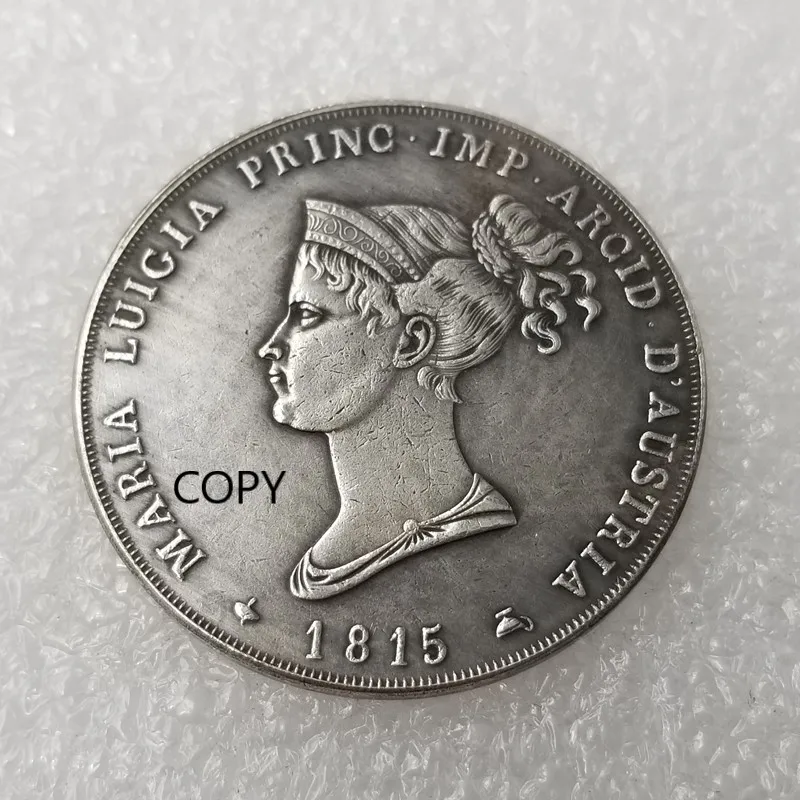 MARIA LUIGIA PRINC · IMP · ARCID · D'AUSTRIA
COPY
1815